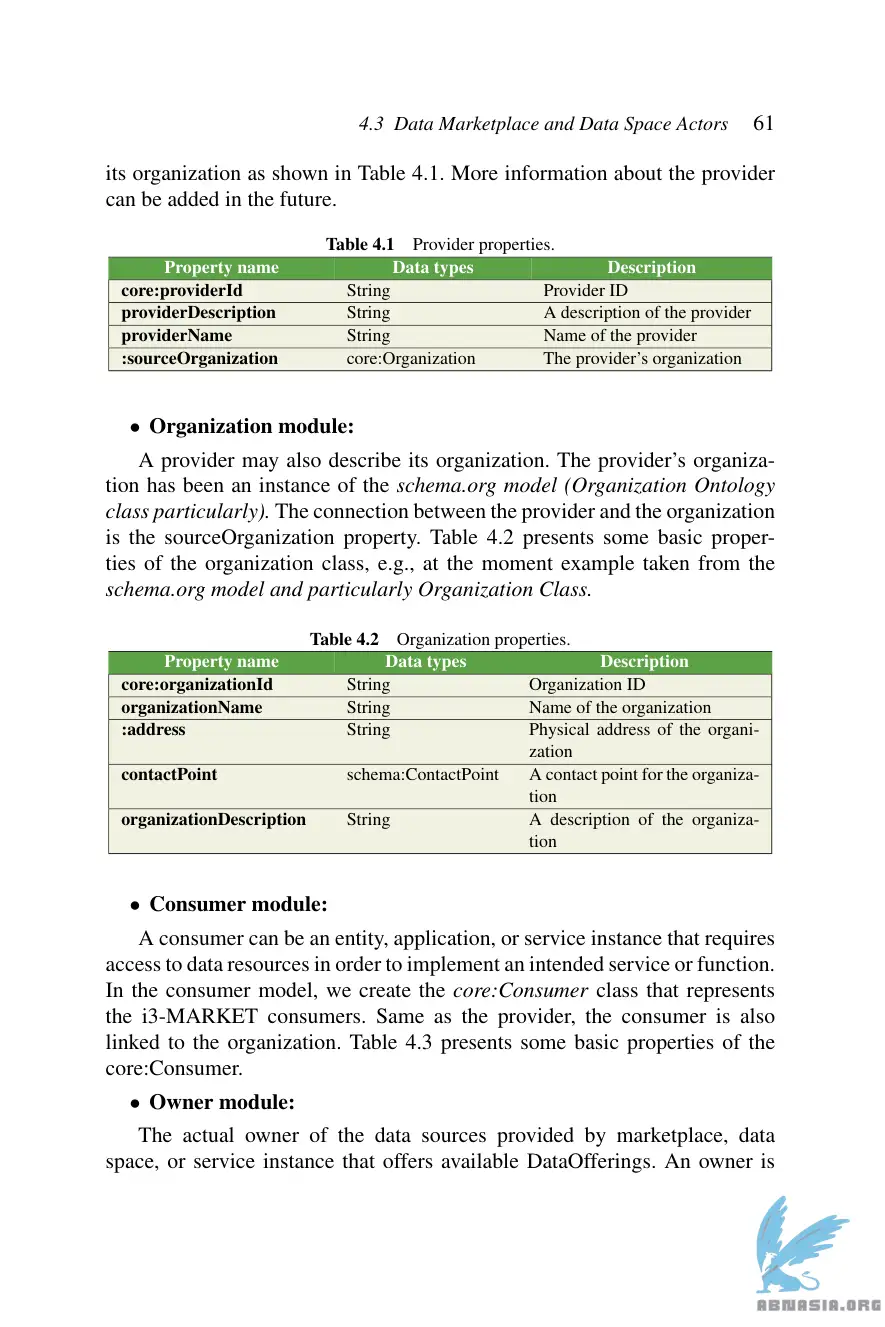 4.3 Data Marketplace and Data Space Actors 61
its organization as shown in Table 4.1. More information about the provider
can be added in the future.
Table 4.1 Provider properties.
Property name Data types Description
core:providerId String Provider ID
providerDescription String A description of the provider
providerName String Name of the provider
:sourceOrganization core:Organization The provider's organization
• Organization module:
A provider may also describe its organization. The provider's organiza-
tion has been an instance of the schema.org model (Organization Ontology
class particularly). The connection between the provider and the organization
is the sourceOrganization property. Table 4.2 presents some basic proper-
ties of the organization class, e.g., at the moment example taken from the
schema.org model and particularly Organization Class.
Table 4.2 Organization properties.
Property name Data types Description
core:organizationId String Organization ID
organizationName String Name of the organization
:address String Physical address of the organi-
zation
contactPoint schema:ContactPoint A contact point for the organiza-
tion
organizationDescription String A description of the organiza-
tion
• Consumer module:
A consumer can be an entity, application, or service instance that requires
access to data resources in order to implement an intended service or function.
In the consumer model, we create the core:Consumer class that represents
the i3-MARKET consumers. Same as the provider, the consumer is also
linked to the organization. Table 4.3 presents some basic properties of the
core:Consumer.
• Owner module:
The actual owner of the data sources provided by marketplace, data
space, or service instance that offers available DataOfferings. An owner is
ABNASIA.ORG